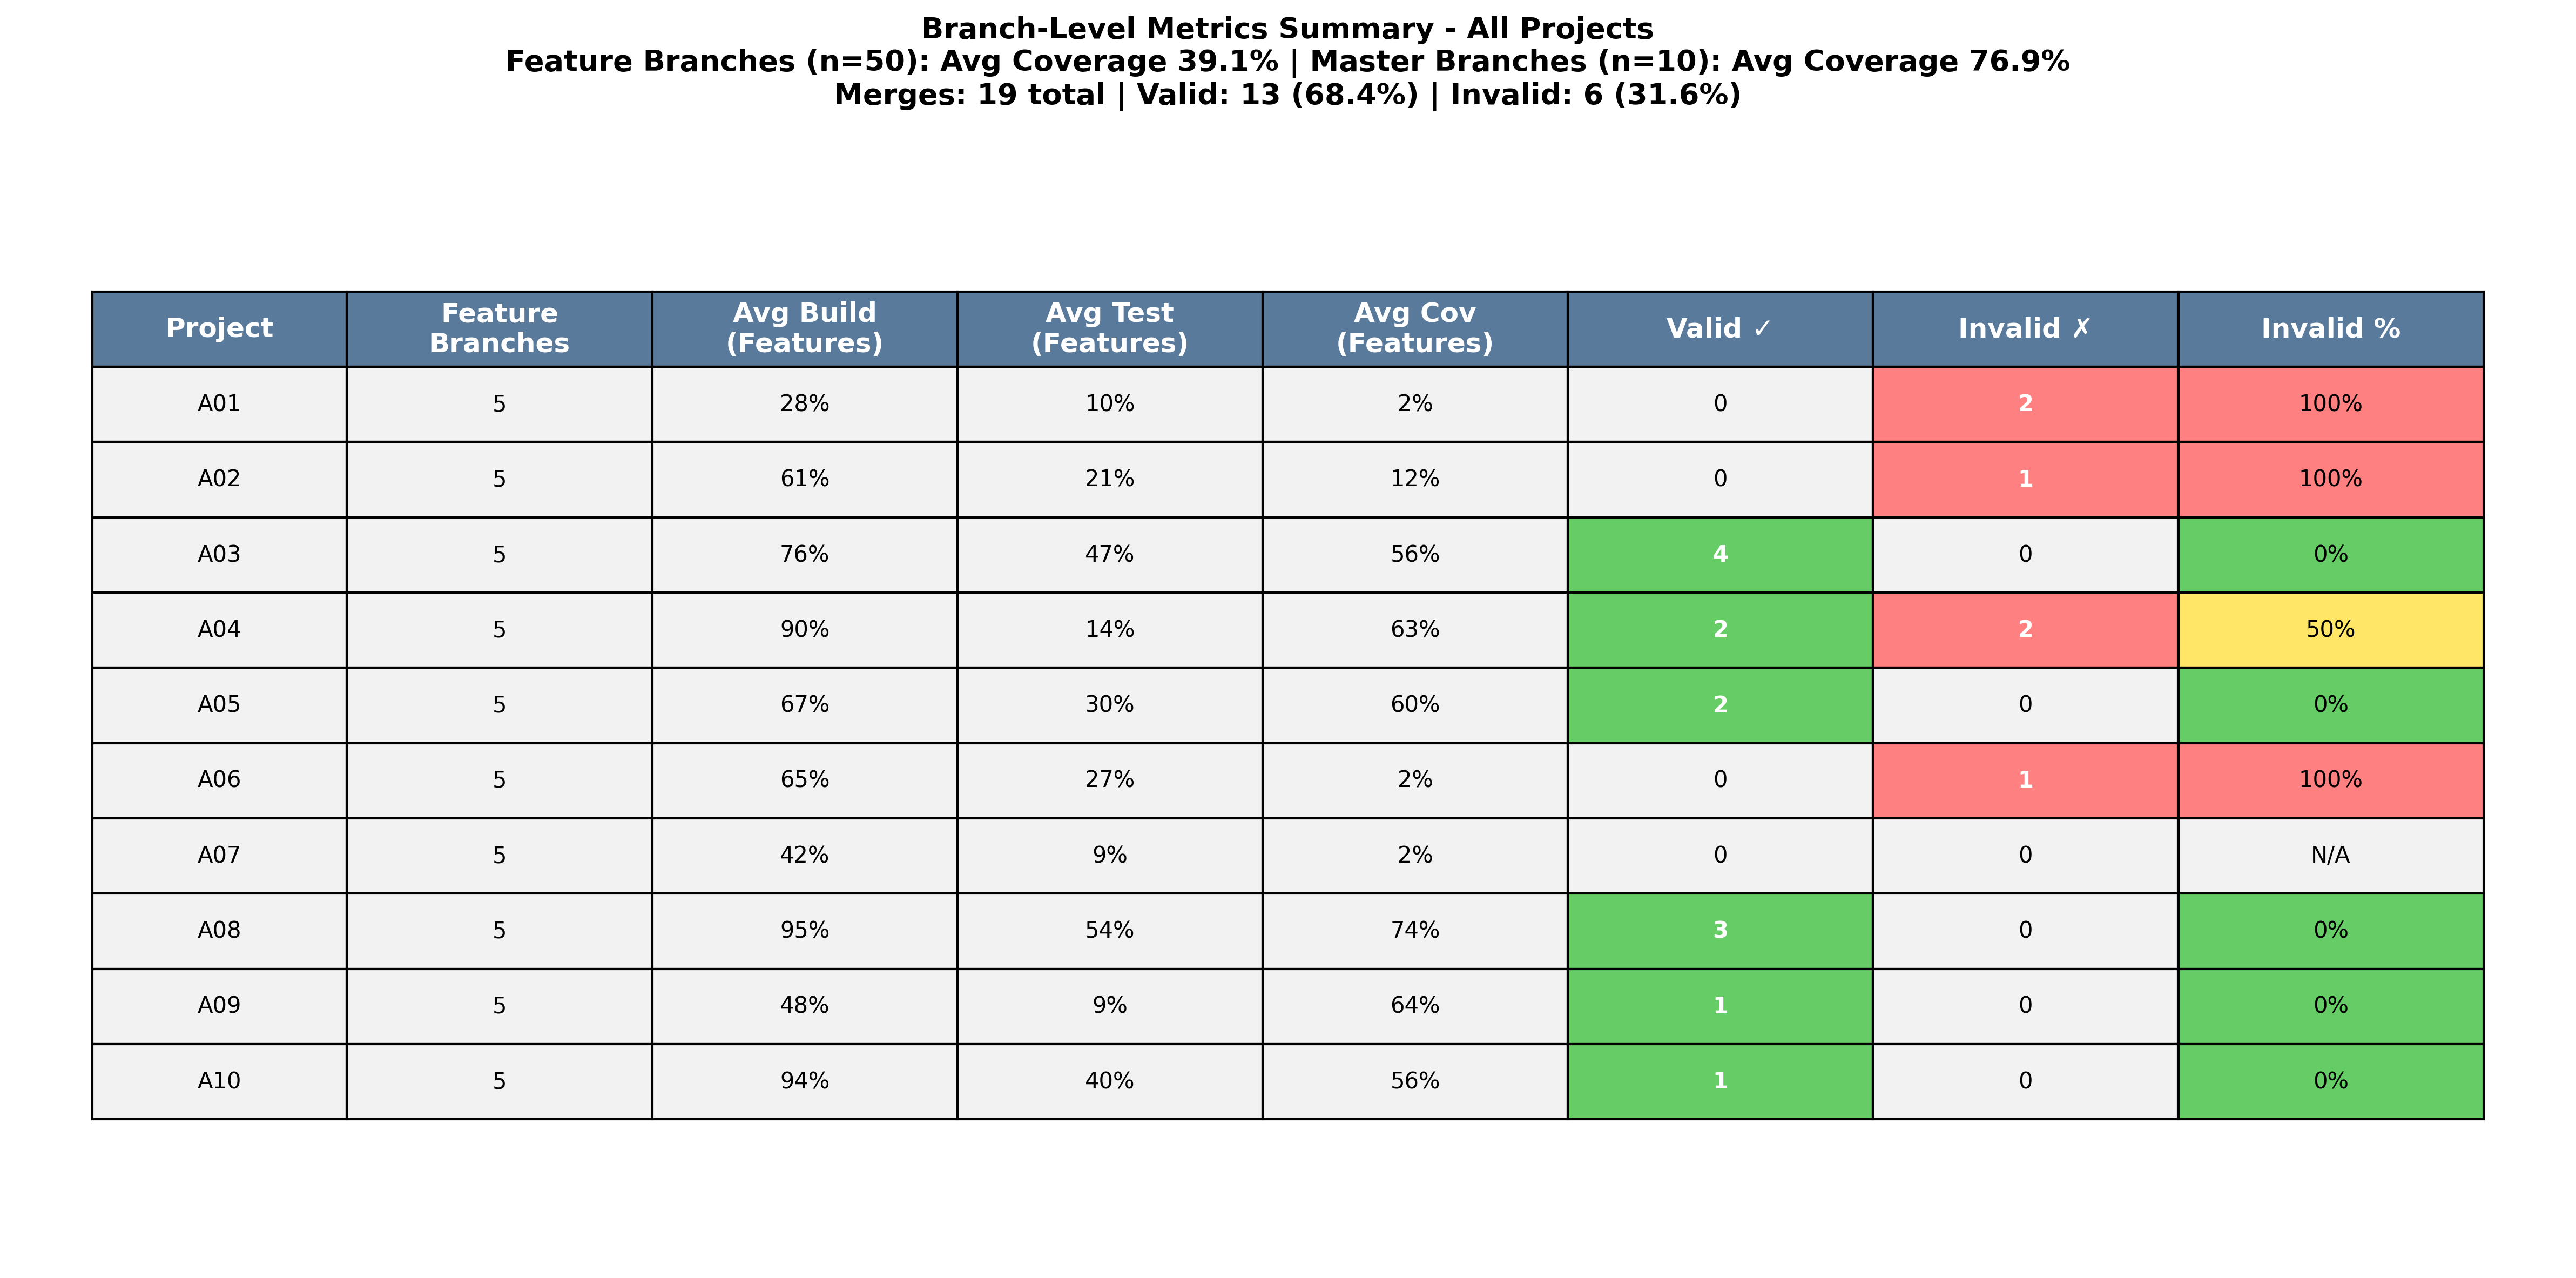 Branch-Level Metrics Summary - All Projects
Feature Branches (n=50): Avg Coverage 39.1% | Master Branches (n=10): Avg Coverage 76.9%
Merges: 19 total | Valid: 13 (68.4%) | Invalid: 6 (31.6%)
Project Feature Branches Avg Build (Features) Avg Test (Features) Avg Cov (Features) Valid ✓ Invalid ✗ Invalid %
A01 5 28% 10% 2% 0 2 100%
A02 5 61% 21% 12% 0 1 100%
A03 5 76% 47% 56% 4 0 0%
A04 5 90% 14% 63% 2 2 50%
A05 5 67% 30% 60% 2 0 0%
A06 5 65% 27% 2% 0 1 100%
A07 5 42% 9% 2% 0 0 N/A
A08 5 95% 54% 74% 3 0 0%
A09 5 48% 9% 64% 1 0 0%
A10 5 94% 40% 56% 1 0 0%